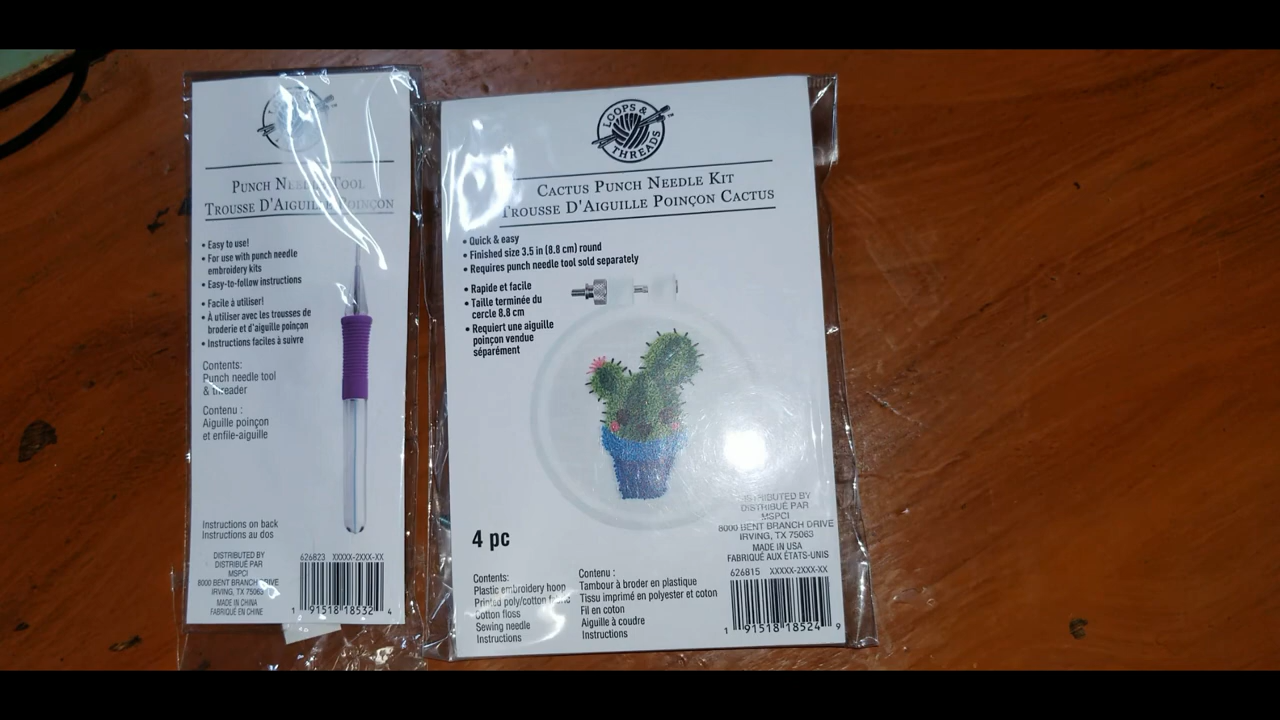 PUNCH NEEDLE TOOL
TROUSSE D'AIGUILLE POINÇON
• Easy to use!
• For use with punch needle
embroidery kits
• Easy-to-follow instructions
• Facile à utiliser!
• À utiliser avec les trousses de
broderie et d'aiguille poinçon
• Instructions faciles à suivre
Contents:
Punch needle tool
& threader
Contenu :
Aiguille poinçon
et enfile-aiguille
Instructions on back
Instructions au dos
DISTRIBUTED BY
DISTRIBUÉ PAR
MSPCI
8000 BENT BRANCH DRIVE
IRVING, TX 75063
MADE IN CHINA
FABRIQUÉ EN CHINE
626823 XXXXX-2XXX-XX
1 91518 18532 4
LOOPS &
THREADS™
CACTUS PUNCH NEEDLE KIT
TROUSSE D'AIGUILLE POINÇON CACTUS
• Quick & easy
• Finished size 3.5 in (8.8 cm) round
• Requires punch needle tool sold separately
• Rapide et facile
• Taille terminée du
cercle 8.8 cm
• Requiert une aiguille
poinçon vendue
séparément
4 pc
Contents:
Plastic embroidery hoop
Printed poly/cotton fabric
Cotton floss
Sewing needle
Instructions
Contenu :
Tambour à broder en plastique
Tissu imprimé en polyester et coton
Fil en coton
Aiguille à coudre
Instructions
DISTRIBUTED BY
DISTRIBUÉ PAR
MSPCI
8000 BENT BRANCH DRIVE
IRVING, TX 75063
MADE IN USA
FABRIQUÉ AUX ÉTATS-UNIS
626815 XXXXX-2XXX-XX
1 91518 18524 9